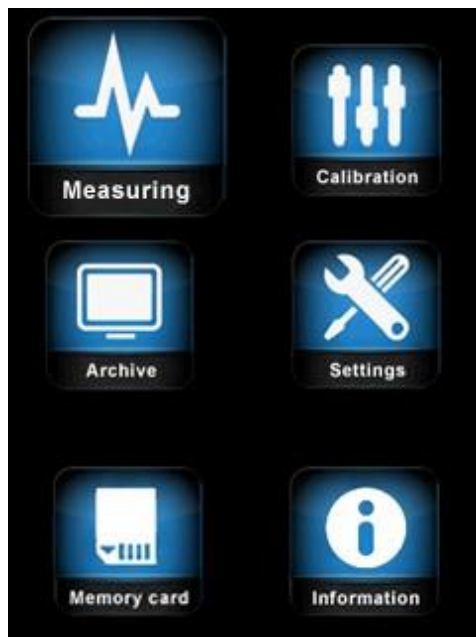 Measuring
Calibration
Archive
Settings
Memory card
Information